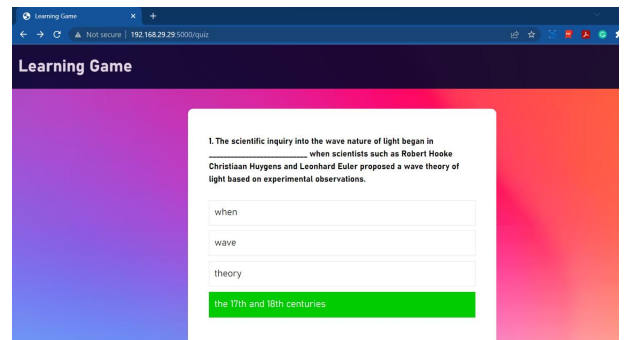 Learning Game
Not secure | 192.168.29.29:5000/quiz
Learning Game
1. The scientific inquiry into the wave nature of light began in
_________________________ when scientists such as Robert Hooke
Christiaan Huygens and Leonhard Euler proposed a wave theory of
light based on experimental observations.
when
wave
theory
the 17th and 18th centuries